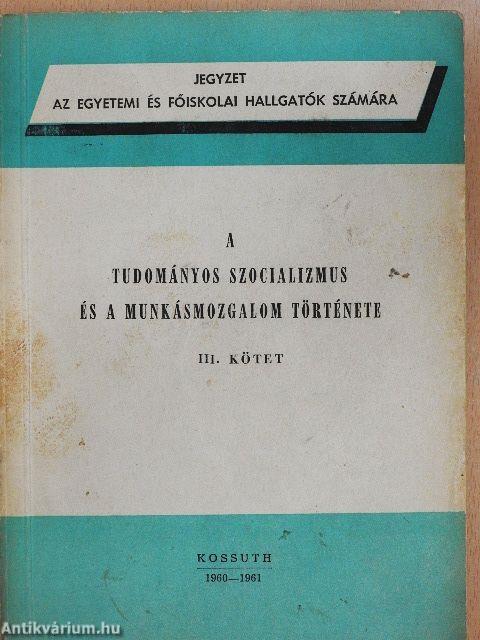 JEGYZET
AZ EGYETEMI ÉS FŐISKOLAI HALLGATÓK SZÁMÁRA
A
TUDOMÁNYOS SZOCIALIZMUS
ÉS A MUNKÁSMOZGALOM TÖRTÉNETE
III. KÖTET
KOSSUTH
1960—1961
Antikvárium.hu